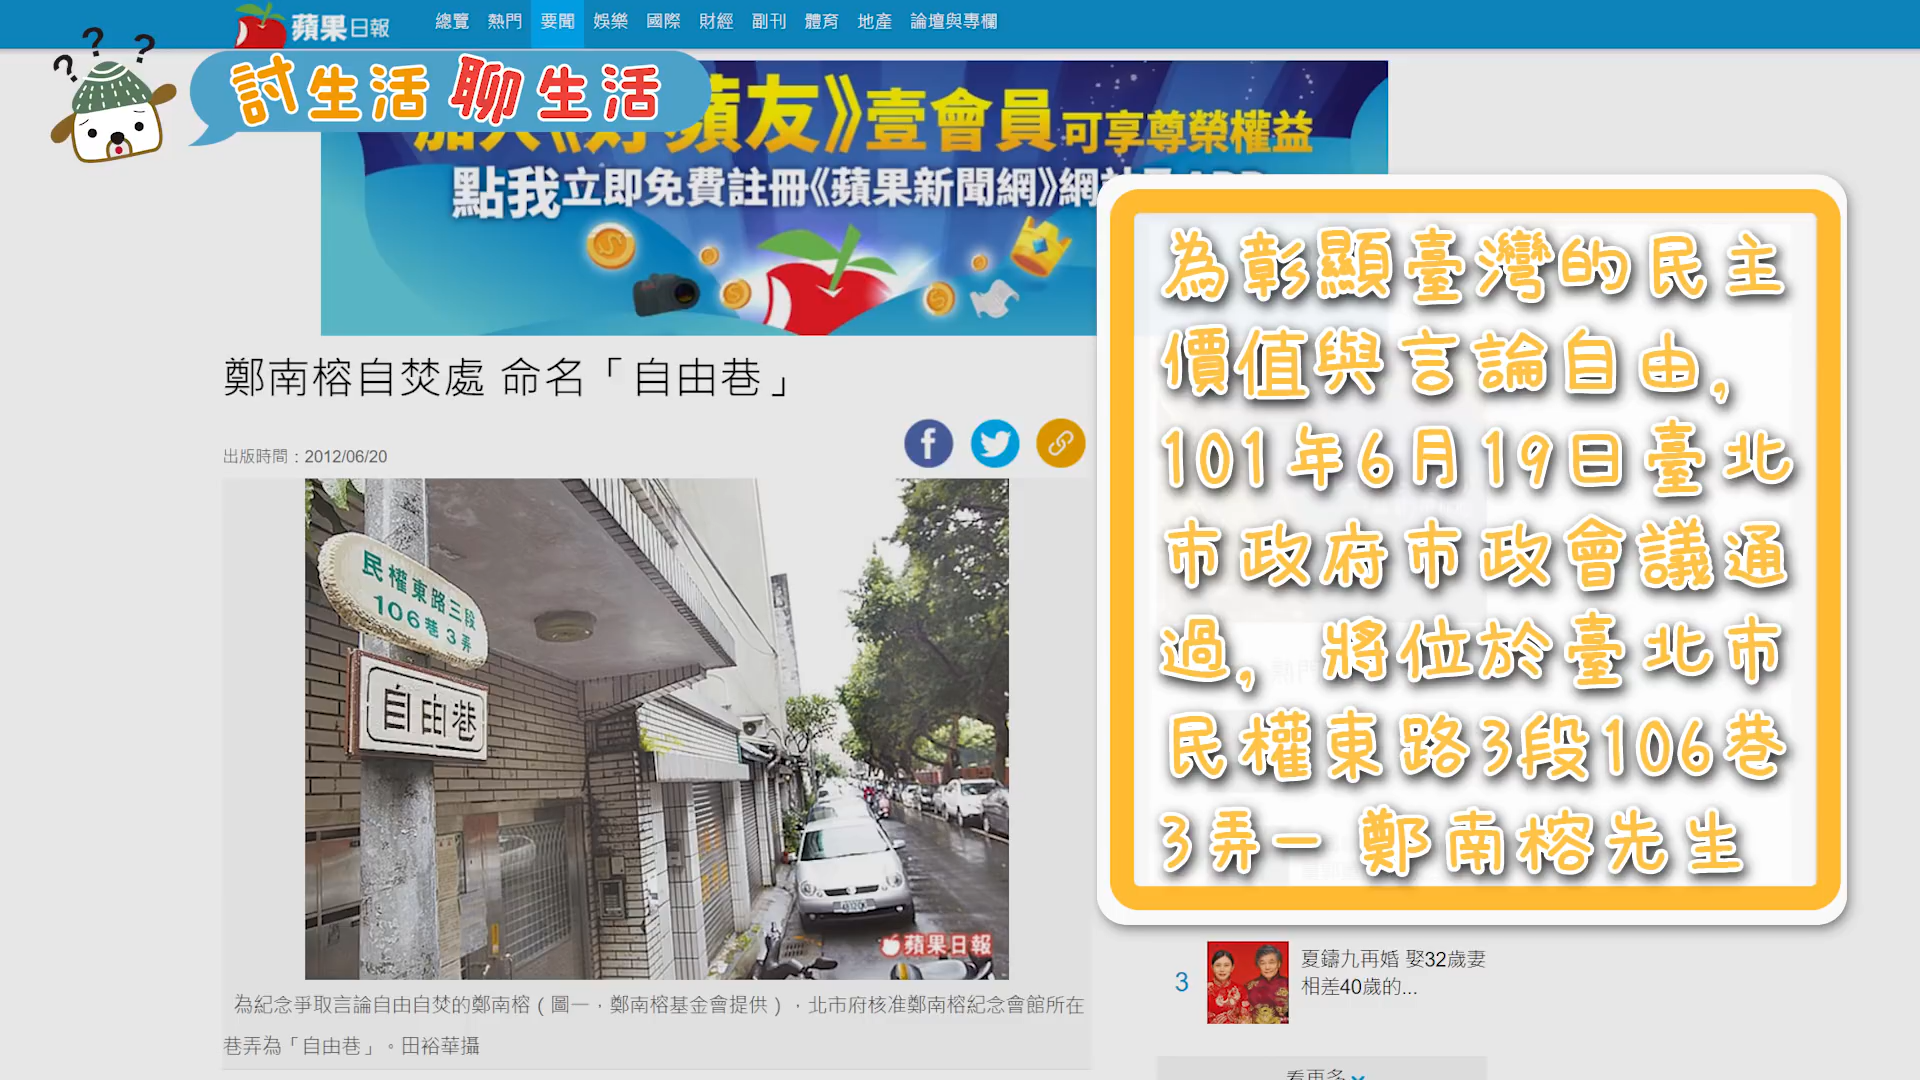 蘋果日報
總覽 熱門 要聞 娛樂 國際 財經 副刊 體育 地產 論壇與專欄
? ? ?
討生活 聊生活
蘋友》壹會員可享尊榮權益
點我立即免費註冊《蘋果新聞網》網
鄭南榕自焚處 命名「自由巷」
出版時間：2012/06/20
民權東路三段
106巷 3弄
自由巷
蘋果日報
為紀念爭取言論自由自焚的鄭南榕（圖一，鄭南榕基金會提供），北市府核准鄭南榕紀念會館所在
巷弄為「自由巷」。田裕華攝
為彰顯臺灣的民主
價值與言論自由,
101年6月19日臺北
市政府市政會議通
過, 將位於臺北市
民權東路3段106巷
3弄一 鄭南榕先生
3
夏鑄九再婚 娶32歲妻
相差40歲的...
看更多